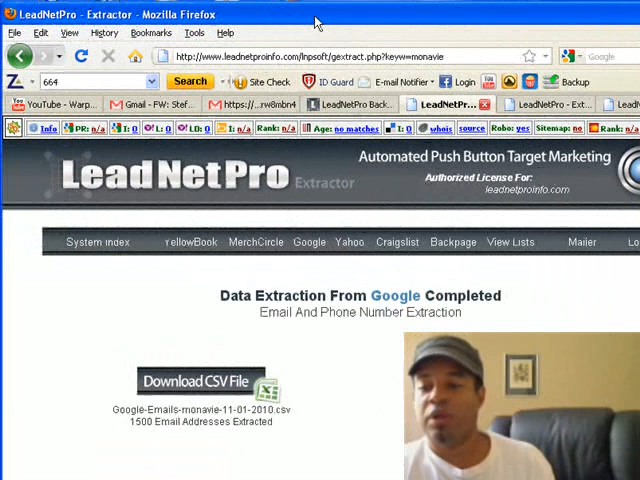 LeadNetPro - Extractor - Mozilla Firefox
File Edit View History Bookmarks Tools Help
http://www.leadnetproinfo.com/lnpsoft/gextract.php?keyw=monavie Google
664 Search Site Check ID Guard E-mail Notifier Login Backup
YouTube - Warp... Gmail - FW: Stef... https:/...rw8mbn4 LeadNetPro Back... LeadNetPr... LeadNetPro - Ext... LeadN
Info PR: n/a I: 0 L: 0 LD: 0 I: n/a Rank: n/a Age: no matches I: 0 whois source Robo: yes Sitemap: no Rank: n/a
LeadNetPro Extractor
Automated Push Button Target Marketing
Authorized License For:
leadnetproinfo.com
System Index YellowBook MerchCircle Google Yahoo Craigslist Backpage View Lists Mailer Lo
Data Extraction From Google Completed
Email And Phone Number Extraction
Download CSV File
Google-Emails-monavie-11-01-2010.csv
1500 Email Addresses Extracted